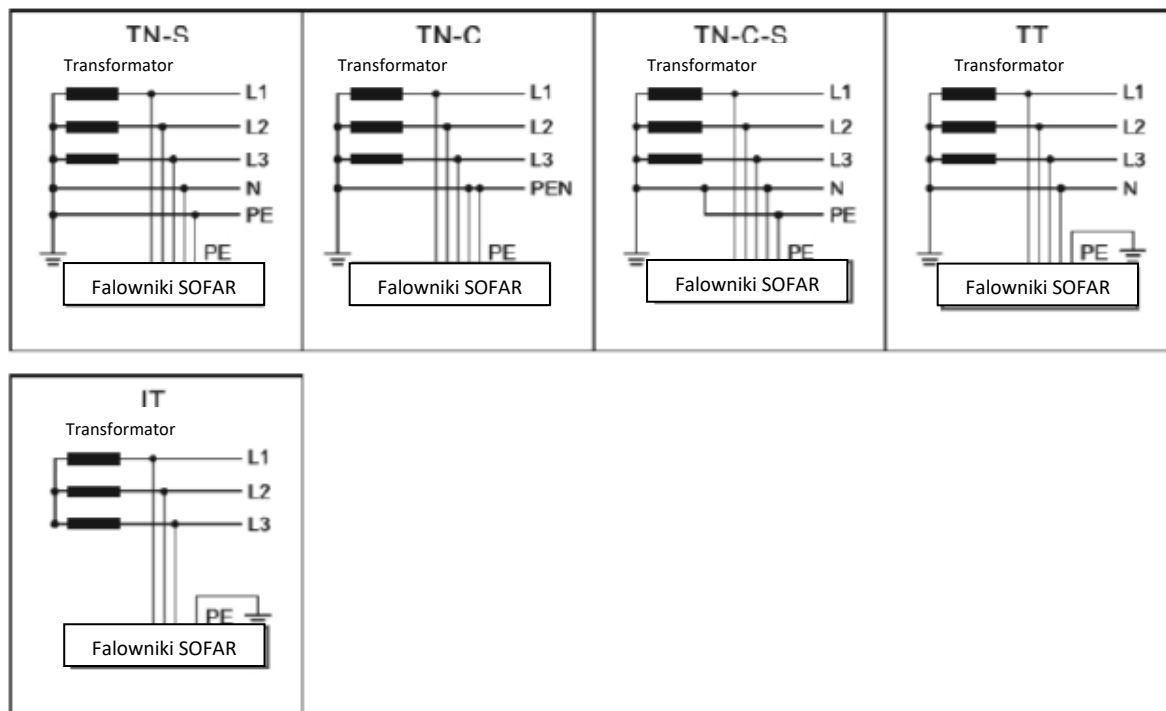 TN-S
Transformator
L1
L2
L3
N
PE
PE
Falowniki SOFAR
TN-C
Transformator
L1
L2
L3
PEN
PE
Falowniki SOFAR
TN-C-S
Transformator
L1
L2
L3
N
PE
PE
Falowniki SOFAR
TT
Transformator
L1
L2
L3
N
PE
Falowniki SOFAR
IT
Transformator
L1
L2
L3
PE
Falowniki SOFAR